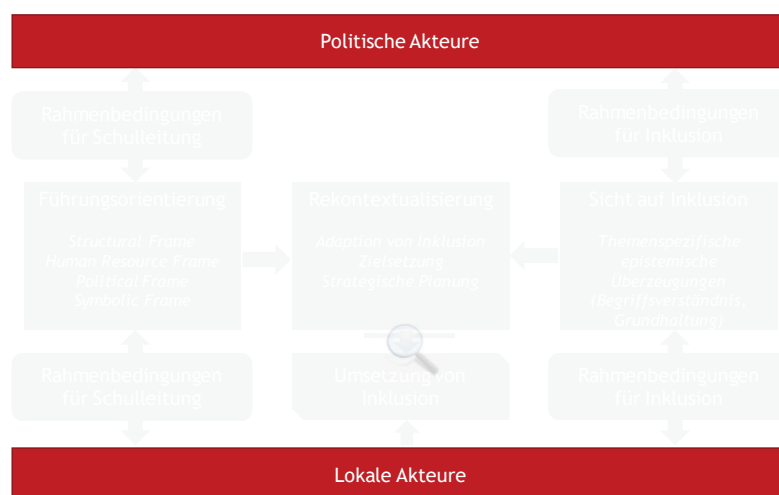 Politische Akteure
Rahmenbedingungen
für Schulleitung
Rahmenbedingungen
für Inklusion
Führungsorientierung
Structural Frame
Human Resource Frame
Political Frame
Symbolic Frame
Rekontextualisierung
Adaption von Inklusion
Zielsetzung
Strategische Planung
Sicht auf Inklusion
Themenspezifische
epistemische
Überzeugungen
(Begriffsverständnis,
Grundhaltung)
Rahmenbedingungen
für Schulleitung
Umsetzung von
Inklusion
Rahmenbedingungen
für Inklusion
Lokale Akteure